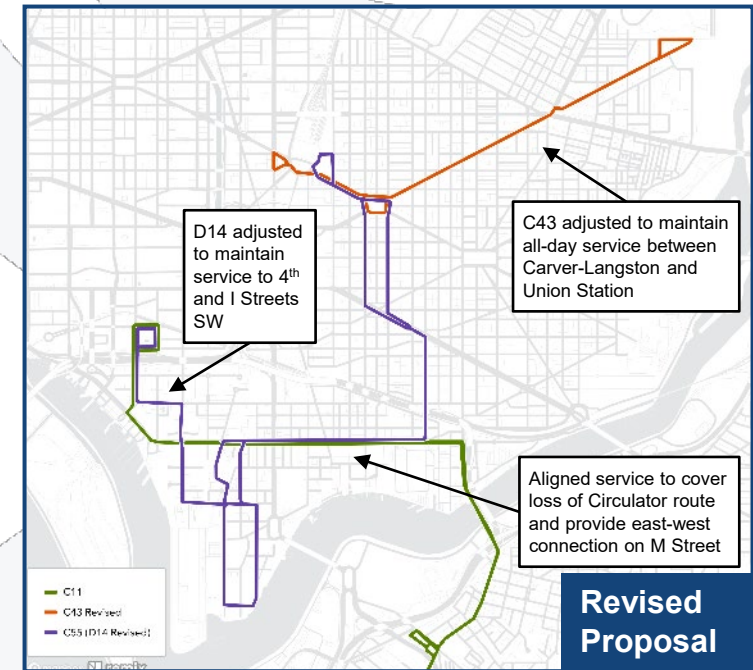 D14 adjusted
to maintain
service to 4th
and I Streets
SW
C43 adjusted to maintain
all-day service between
Carver-Langston and
Union Station
Aligned service to cover
loss of Circulator route
and provide east-west
connection on M Street
C11
C43 Revised
C55 (D14 Revised)
Revised
Proposal
remix